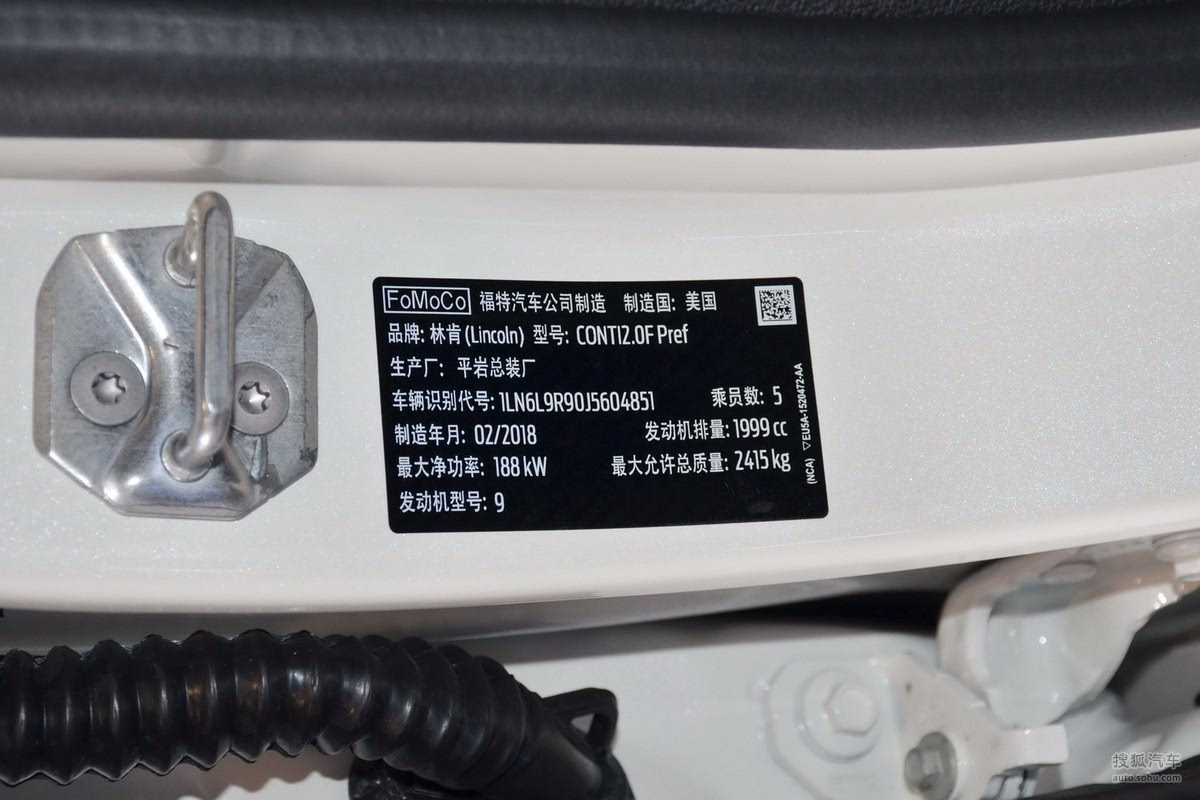 FoMoCo 福特汽车公司制造 制造国: 美国
品牌: 林肯 (Lincoln) 型号: CONTI2.0F Pref
生产厂: 平岩总装厂
车辆识别代号: 1LN6L9R90J5604851 乘员数: 5
制造年月: 02/2018 发动机排量: 1999 cc
最大净功率: 188 kW 最大允许总质量: 2415 kg
发动机型号: 9
(NCA) ▽EU5A-1520472-AA
搜狐汽车
auto.sohu.com